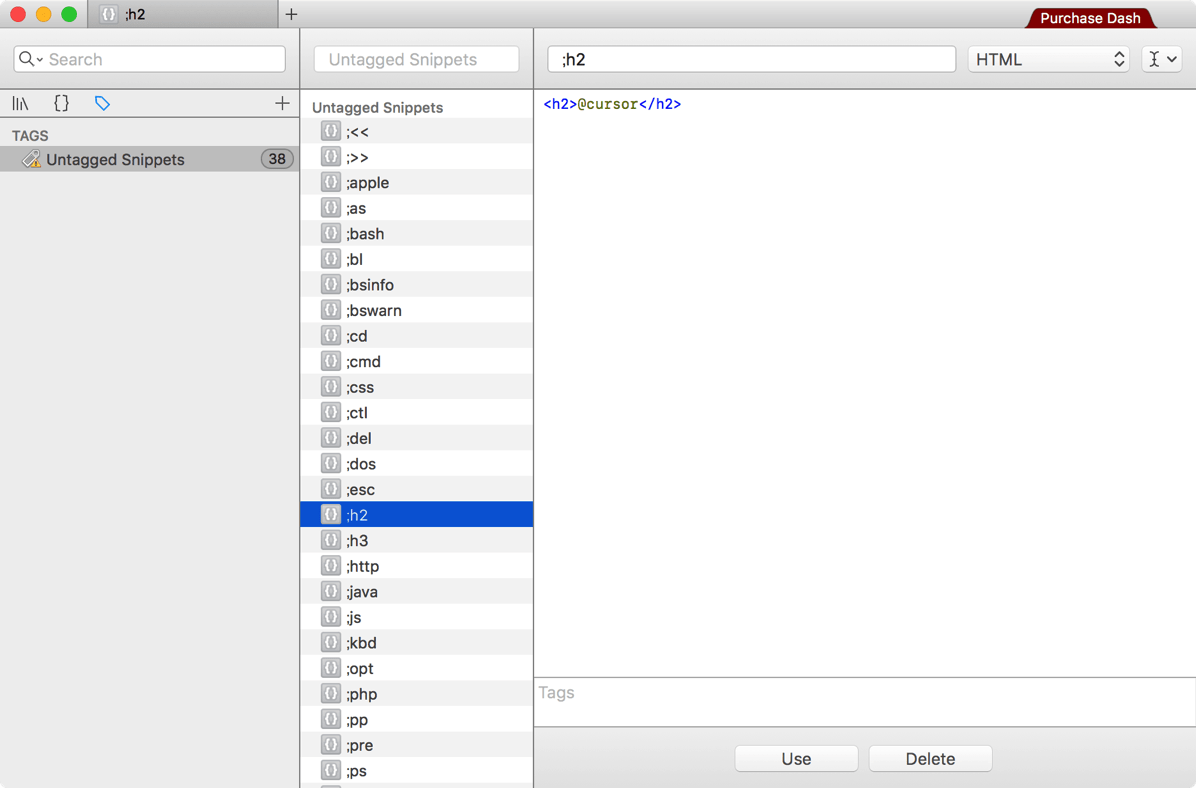 ;h2
Purchase Dash
Search
Untagged Snippets
;h2
HTML
TAGS
Untagged Snippets 38
Untagged Snippets
;<<
;>>
;apple
;as
;bash
;bl
;bsinfo
;bswarn
;cd
;cmd
;css
;ctl
;del
;dos
;esc
;h2
;h3
;http
;java
;js
;kbd
;opt
;php
;pp
;pre
;ps
<h2>@cursor</h2>
Tags
Use
Delete